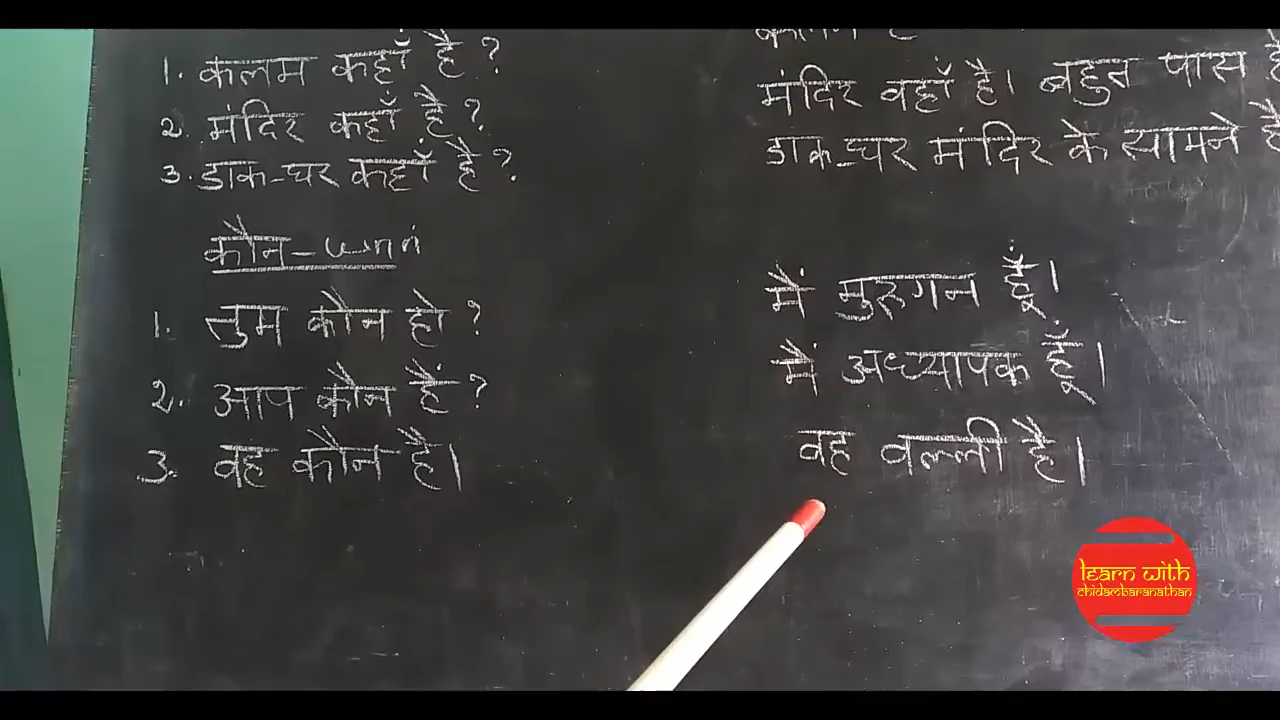 1. कलम कहाँ है ?
2. मंदिर कहाँ है ?
3. डाक-घर कहाँ है ?
मंदिर वहाँ है। बहुत पास है
डाक-घर मंदिर के सामने है
कौन - யார்
1. तुम कौन हो ?
2. आप कौन हैं ?
3. वह कौन है।
मैं मुरुगन हूँ।
मैं अध्यापक हूँ।
वह वल्ली है।
Learn with
Chidambaranathan